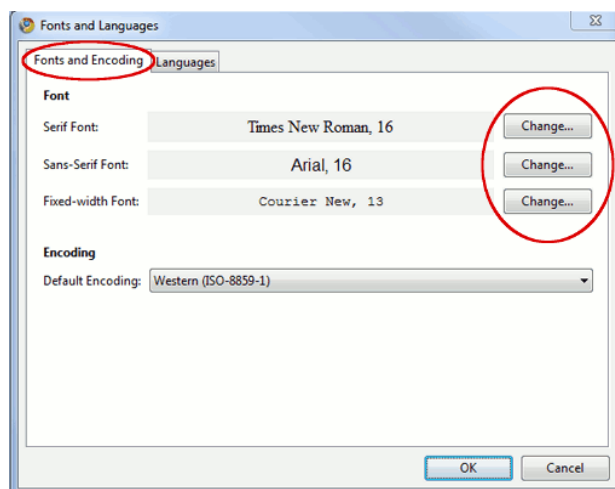 Fonts and Languages
Fonts and Encoding Languages
Font
Serif Font: Times New Roman, 16 Change...
Sans-Serif Font: Arial, 16 Change...
Fixed-width Font: Courier New, 13 Change...
Encoding
Default Encoding: Western (ISO-8859-1)
OK Cancel